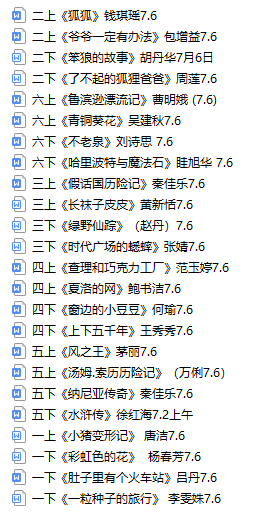 二上《狐狐》钱琪瑶7.6
二上《爷爷一定有办法》包增益7.6
二下《笨狼的故事》胡丹华7月6日
二下《了不起的狐狸爸爸》周莲7.6
六上《鲁滨逊漂流记》曹明娥 (7.6)
六上《青铜葵花》吴建秋7.6
六下《不老泉》刘诗思 7.6
六下《哈里波特与魔法石》眭旭华 7.6
三上《假话国历险记》秦佳乐7.6
三上《长袜子皮皮》黄新恬7.6
三下《绿野仙踪》（赵丹）7.6
三下《时代广场的蟋蟀》张婧7.6
四上《查理和巧克力工厂》范玉婷7.6
四上《夏洛的网》鲍书洁7.6
四下《窗边的小豆豆》何瑜7.6
四下《上下五千年》王秀秀7.6
五上《风之王》茅丽7.6
五上《汤姆.索历历险记》（万俐7.6）
五下《纳尼亚传奇》秦佳乐7.6
五下《水浒传》徐红海7.2上午
一上《小猪变形记》 唐洁7.6
一下《彩虹色的花》  杨春芳7.6
一下《肚子里有个火车站》吕丹7.6
一下《一粒种子的旅行》 李雯姝7.6